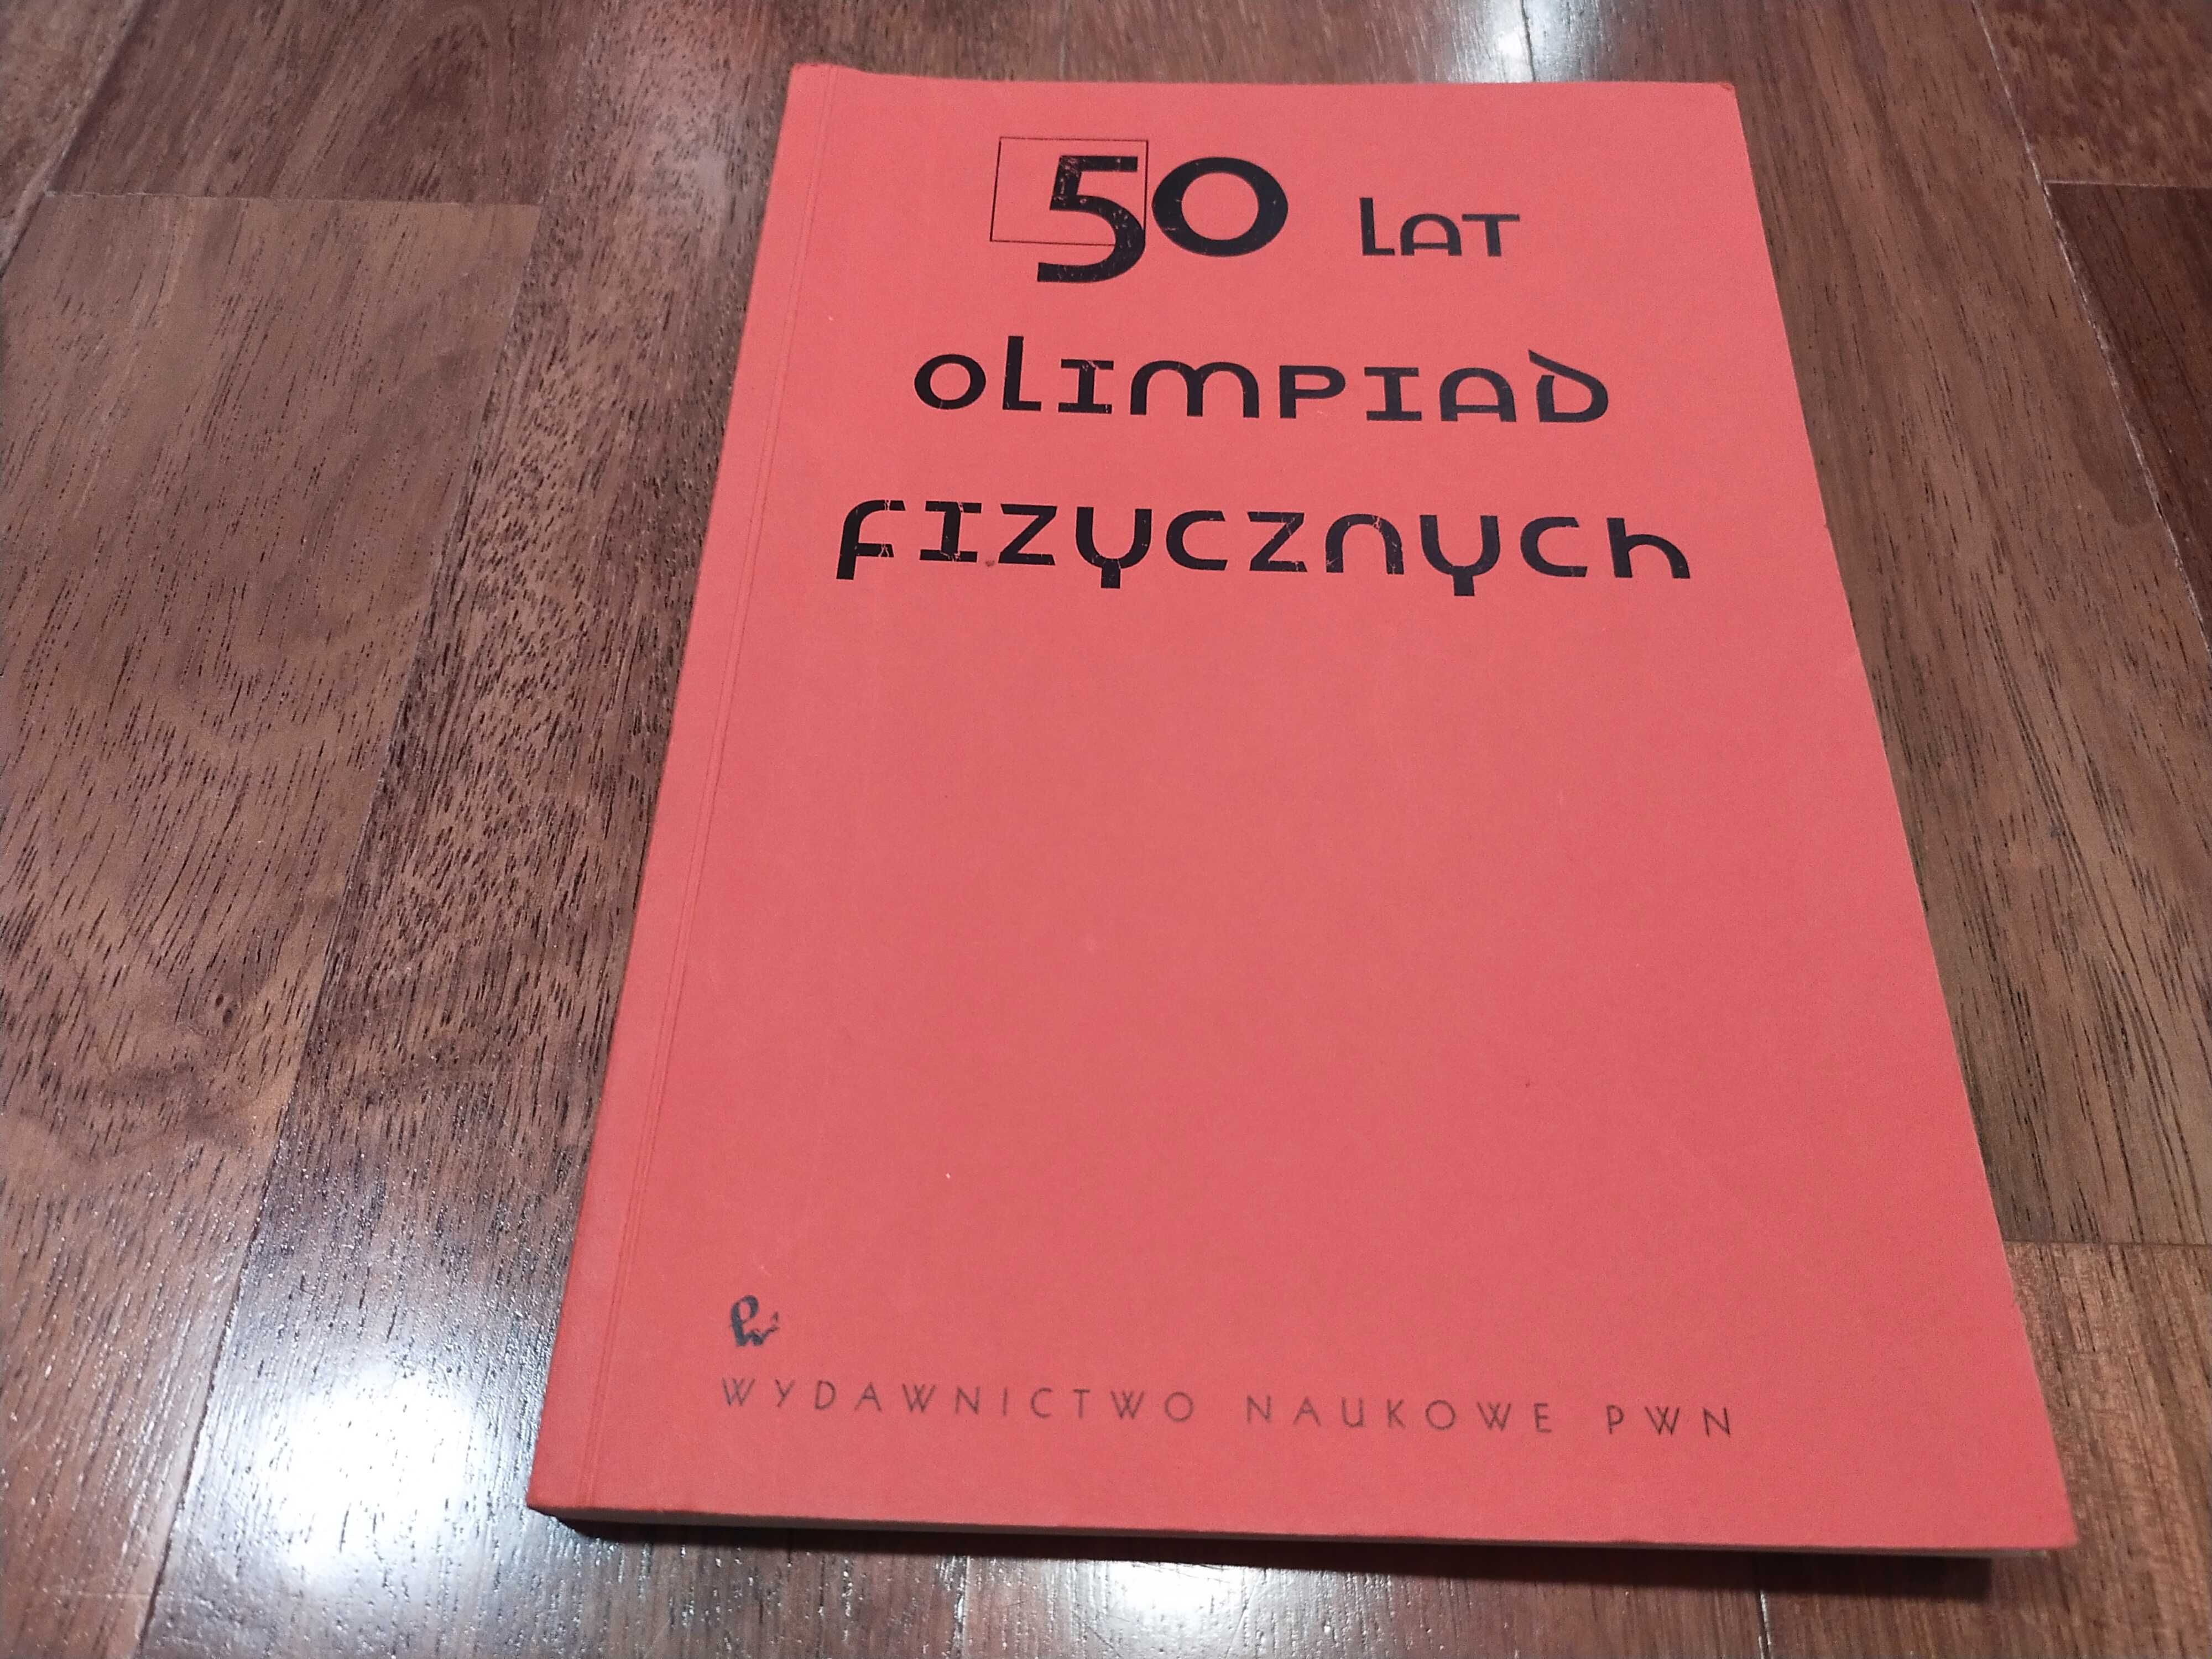 50 LAT
OLIMPIAD
FIZYCZNYCH
WYDAWNICTWO NAUKOWE PWN